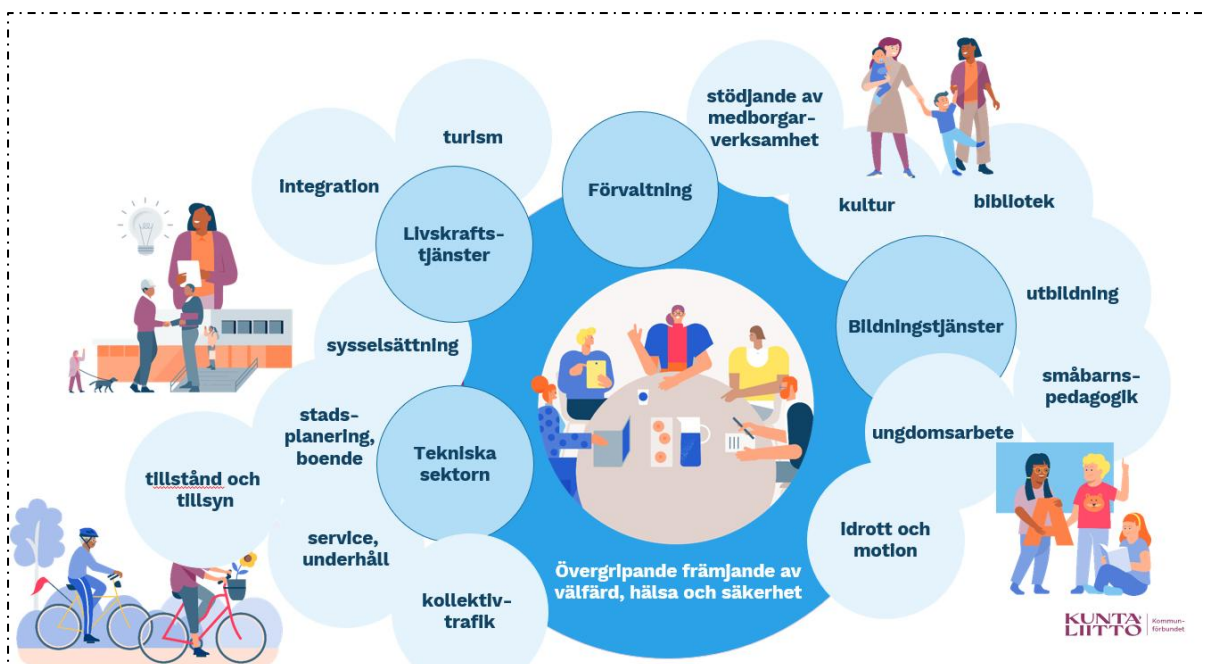 stödjande av
medborgar-
verksamhet
turism
Integration
Förvaltning
kultur
bibliotek
Livskrafts-
tjänster
utbildning
Bildningstjänster
sysselsättning
småbarns-
pedagogik
stads-
planering,
boende
Tekniska
sektorn
ungdomsarbete
tillstånd och
tillsyn
service,
underhåll
Idrott och
motion
kollektiv-
trafik
Övergripande främjande av
välfärd, hälsa och säkerhet
A
KUNTA
LIITTO
Kommun-
förbundet